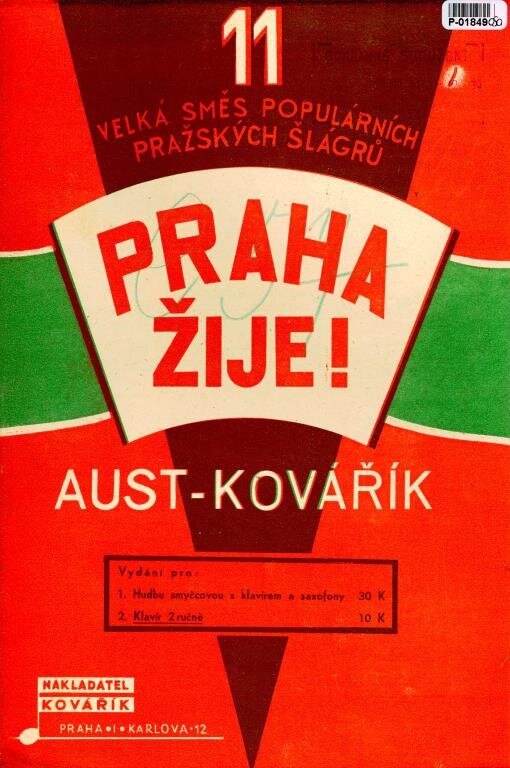 P-01849
11
VELKÁ SMĚS POPULÁRNÍCH
PRAŽSKÝCH ŠLÁGRŮ
PRAHA
ŽIJE!
AUST-KOVÁŘÍK
Vydání pro:
1. Hudbu smyčcovou s klavírem a saxofony 30 K
2. Klavír 2ručně 10 K
NAKLADATEL
KOVÁŘÍK
PRAHA•I•KARLOVA•12